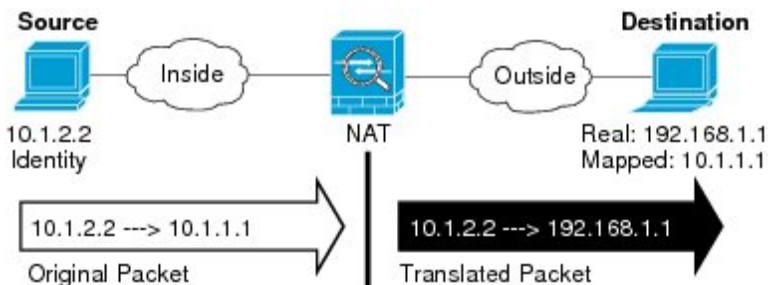 Source
Destination
Inside
Outside
10.1.2.2
Identity
NAT
Real: 192.168.1.1
Mapped: 10.1.1.1
10.1.2.2 ---> 10.1.1.1
10.1.2.2 ---> 192.168.1.1
Original Packet
Translated Packet